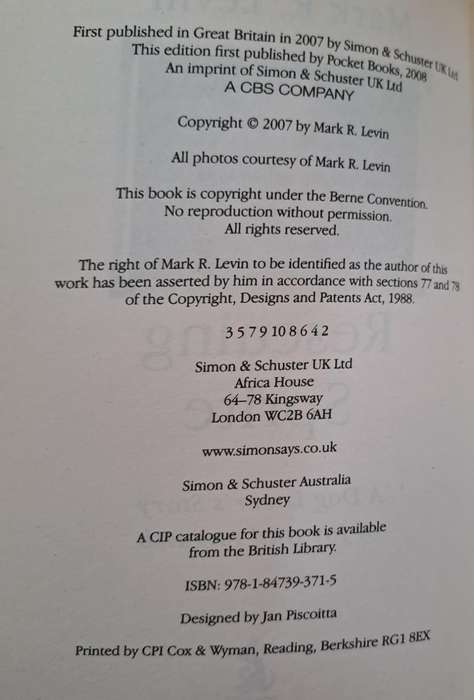 First published in Great Britain in 2007 by Simon & Schuster UK Ltd
This edition first published by Pocket Books, 2008
An imprint of Simon & Schuster UK Ltd
A CBS COMPANY
Copyright © 2007 by Mark R. Levin
All photos courtesy of Mark R. Levin
This book is copyright under the Berne Convention.
No reproduction without permission.
All rights reserved.
The right of Mark R. Levin to be identified as the author of this
work has been asserted by him in accordance with sections 77 and 78
of the Copyright, Designs and Patents Act, 1988.
3 5 7 9 10 8 6 4 2
Simon & Schuster UK Ltd
Africa House
64–78 Kingsway
London WC2B 6AH
www.simonsays.co.uk
Simon & Schuster Australia
Sydney
A CIP catalogue for this book is available
from the British Library.
ISBN: 978-1-84739-371-5
Designed by Jan Piscoitta
Printed by CPI Cox & Wyman, Reading, Berkshire RG1 8EX